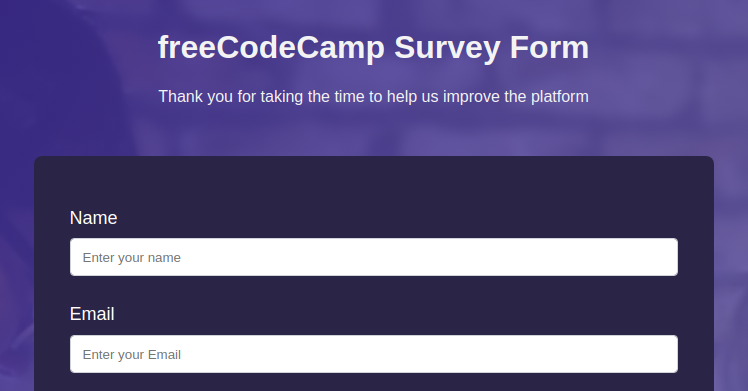 freeCodeCamp Survey Form
Thank you for taking the time to help us improve the platform
Name
Enter your name
Email
Enter your Email